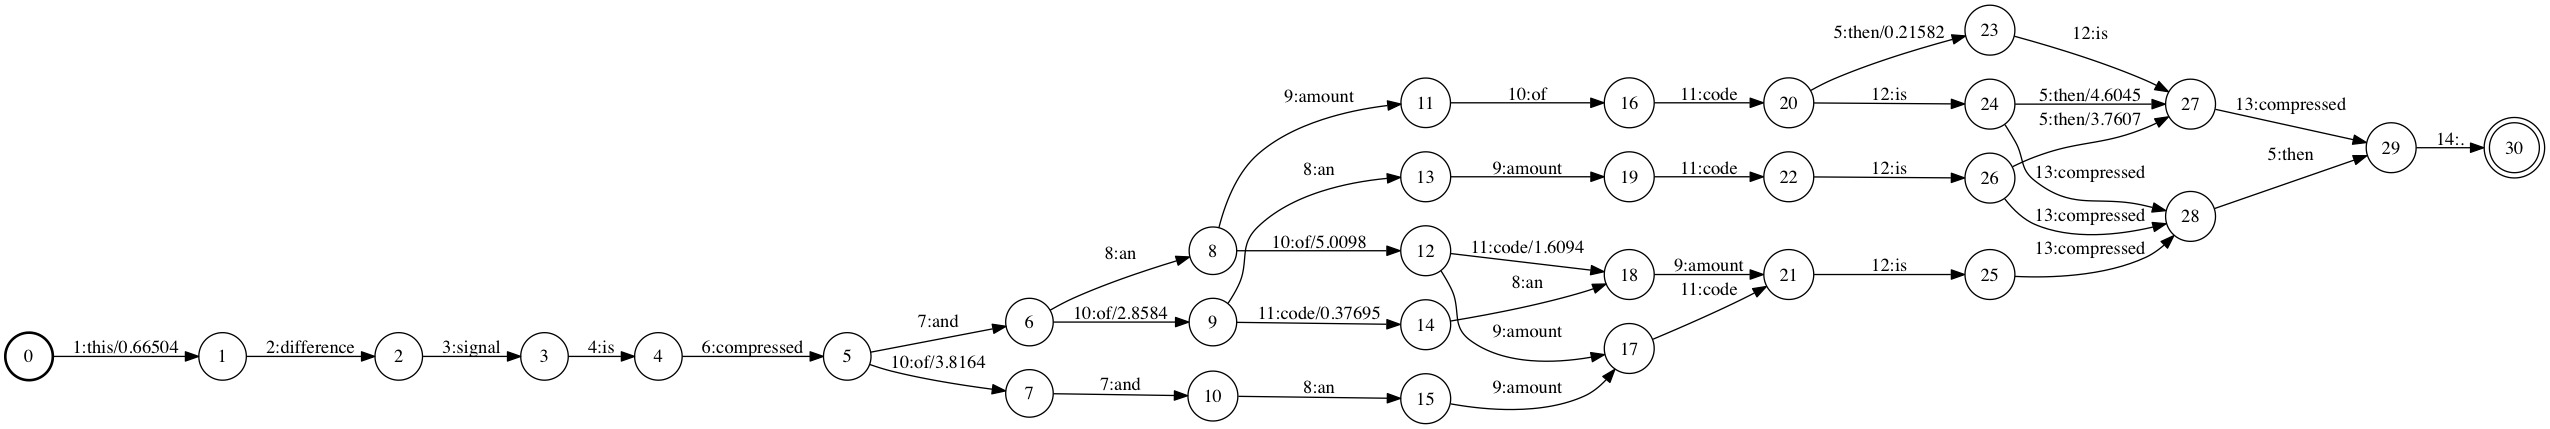 0
1:this/0.66504
1
2:difference
2
3:signal
3
4:is
4
6:compressed
5
7:and
10:of/3.8164
6
8:an
10:of/2.8584
7
7:and
8
9:amount
10:of/5.0098
9
8:an
11:code/0.37695
10
8:an
11
10:of
12
11:code/1.6094
9:amount
13
9:amount
14
8:an
15
9:amount
16
11:code
17
11:code
18
9:amount
19
11:code
20
5:then/0.21582
12:is
21
12:is
22
12:is
23
12:is
24
5:then/4.6045
13:compressed
25
13:compressed
26
5:then/3.7607
13:compressed
27
13:compressed
28
5:then
29
14:.
30